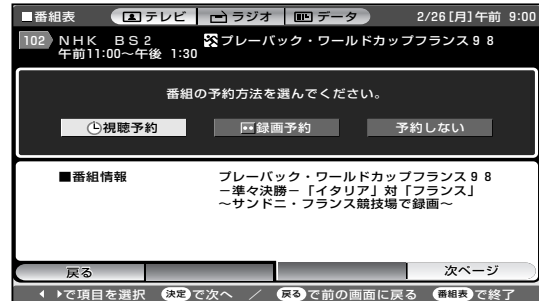 ■番組表 テレビ ラジオ データ 2/26[月]午前 9:00
102 NHK BS2 プレーバック・ワールドカップフランス98
午前11:00～午後 1:30
番組の予約方法を選んでください。
視聴予約 録画予約 予約しない
■番組情報 プレーバック・ワールドカップフランス98
－準々決勝－「イタリア」対「フランス」
～サンドニ・フランス競技場で録画～
戻る 次ページ
で項目を選択 決定で次へ ／ 戻るで前の画面に戻る 番組表で終了